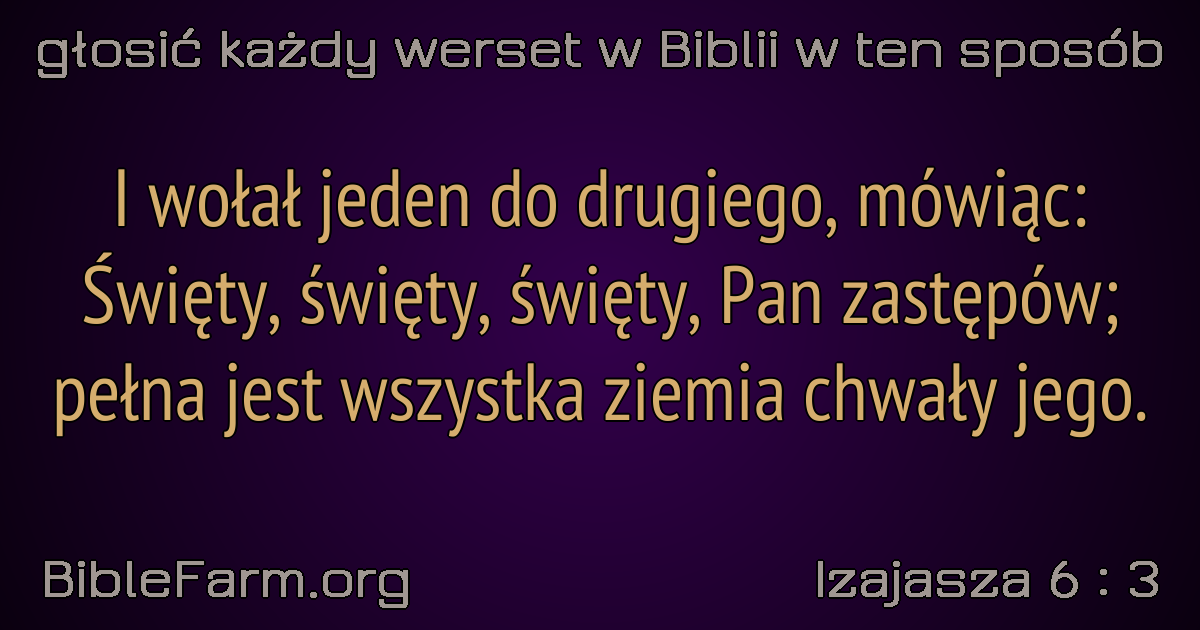 głosić każdy werset w Biblii w ten sposób
I wołał jeden do drugiego, mówiąc:
Święty, święty, święty, Pan zastępów;
pełna jest wszystka ziemia chwały jego.
BibleFarm.org
Izajasza 6 : 3